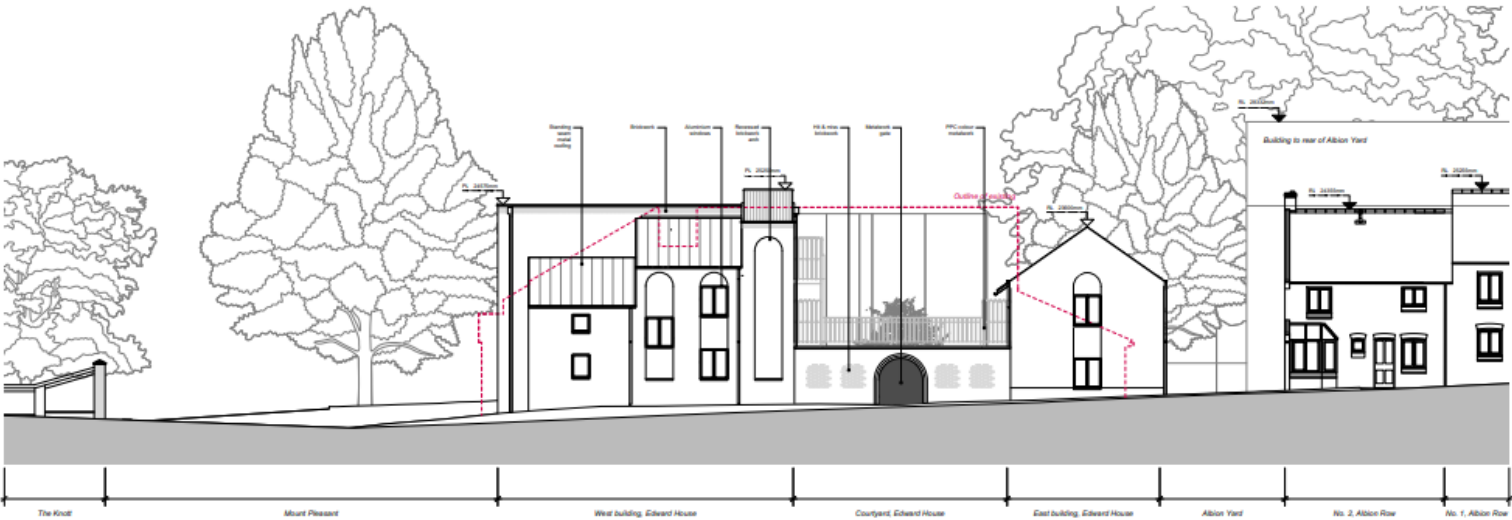 Standing
seam
metal
roofing
Brickwork
Aluminium
windows
Recessed
brickwork
arch
Hit & miss
brickwork
Metalwork
gate
PPC colour
metalwork
Building to rear of Albion Yard
Outline of
The Knott
Mount Pleasant
West building, Edward House
Courtyard, Edward House
East building, Edward House
Albion Yard
No. 2, Albion Row
No. 1, Albion Row